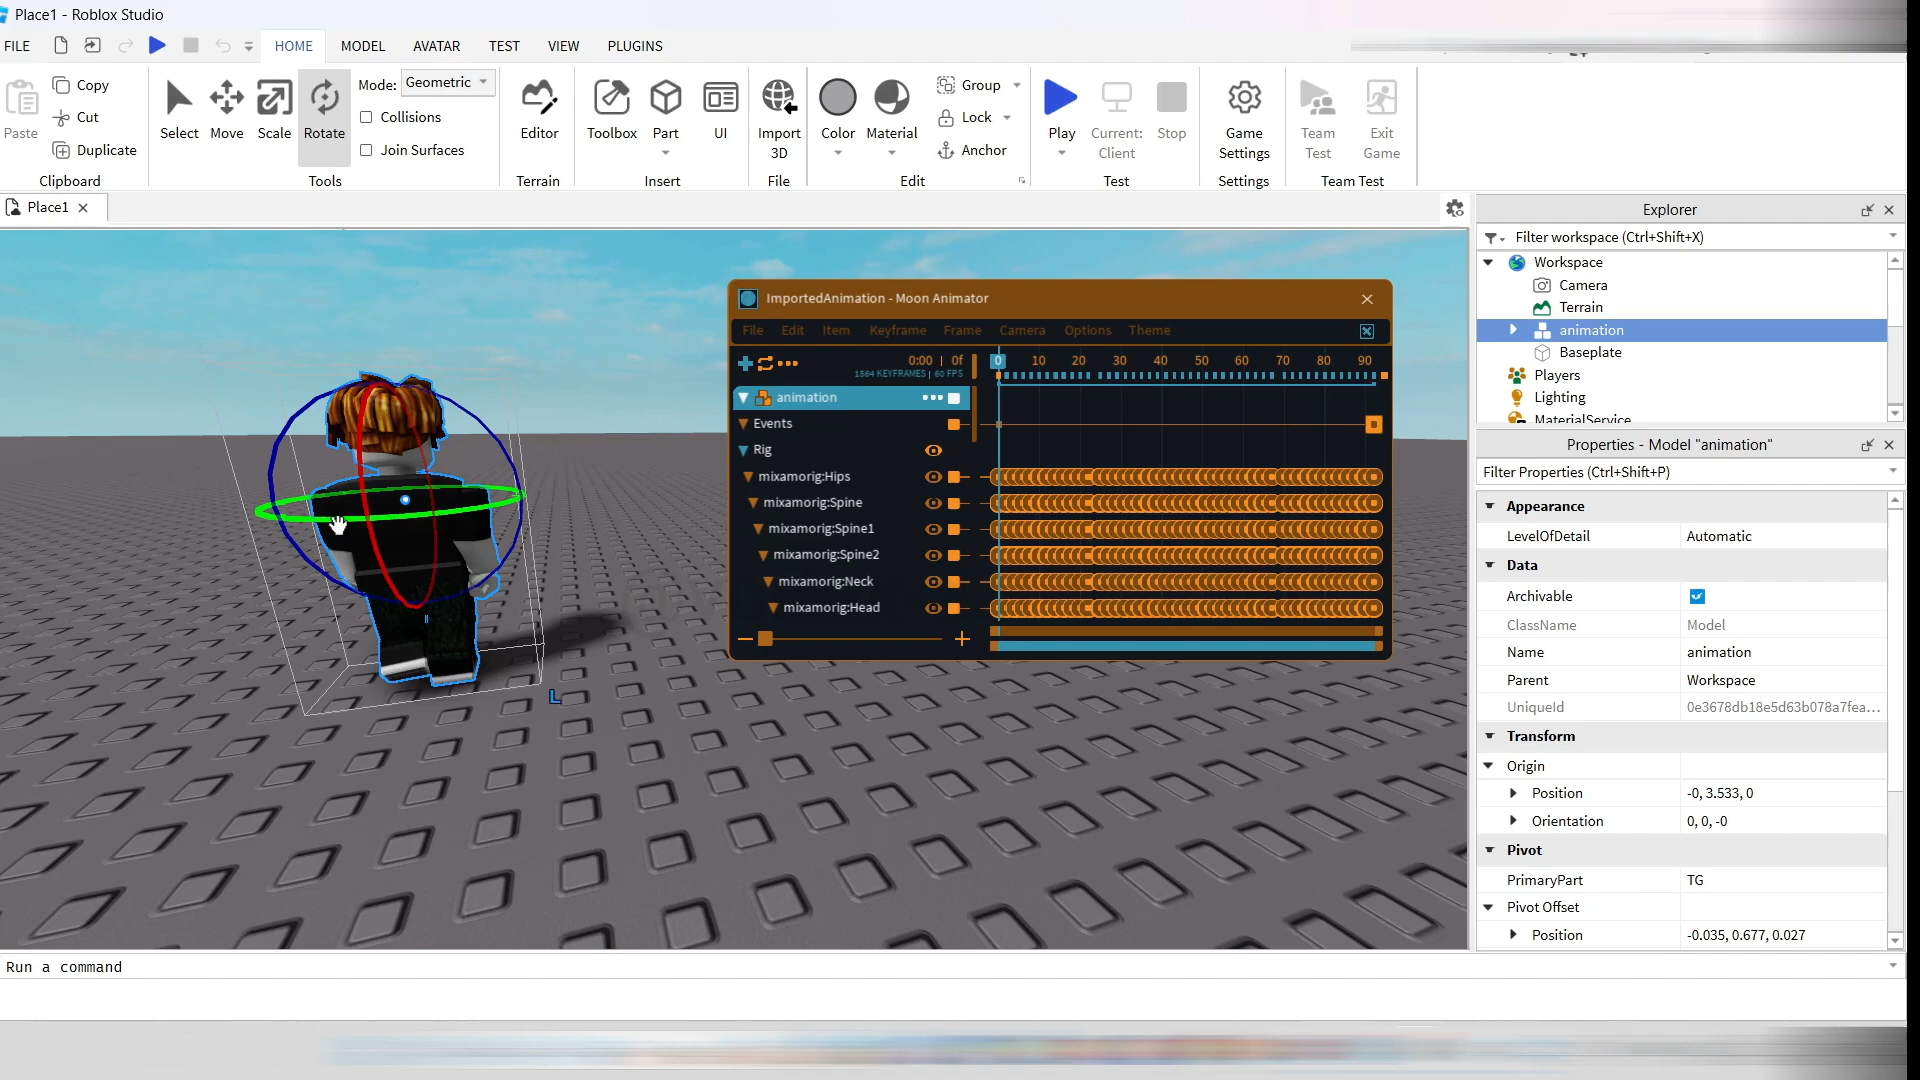 Place1 - Roblox Studio
FILE HOME MODEL AVATAR TEST VIEW PLUGINS
Paste Copy Cut Duplicate
Clipboard
Select Move Scale Rotate
Mode: Geometric
Collisions
Join Surfaces
Tools
Editor
Terrain
Toolbox Part UI
Insert
Import
3D
File
Color Material
Group
Lock
Anchor
Edit
Play
Current:
Client
Stop
Test
Game
Settings
Settings
Team
Test
Exit
Game
Team Test
Place1
ImportedAnimation - Moon Animator
File Edit Item Keyframe Frame Camera Options Theme
0:00 | 0f
1564 KEYFRAMES | 60 FPS
0 10 20 30 40 50 60 70 80 90
animation
Events
Rig
mixamorig:Hips
mixamorig:Spine
mixamorig:Spine1
mixamorig:Spine2
mixamorig:Neck
mixamorig:Head
L
Explorer
Filter workspace (Ctrl+Shift+X)
Workspace
Camera
Terrain
animation
Baseplate
Players
Lighting
MaterialService
Properties - Model "animation"
Filter Properties (Ctrl+Shift+P)
Appearance
LevelOfDetail Automatic
Data
Archivable
ClassName Model
Name animation
Parent Workspace
UniqueId 0e3678db18e5d63b078a7fea...
Transform
Origin
Position -0, 3.533, 0
Orientation 0, 0, -0
Pivot
PrimaryPart TG
Pivot Offset
Position -0.035, 0.677, 0.027
Run a command